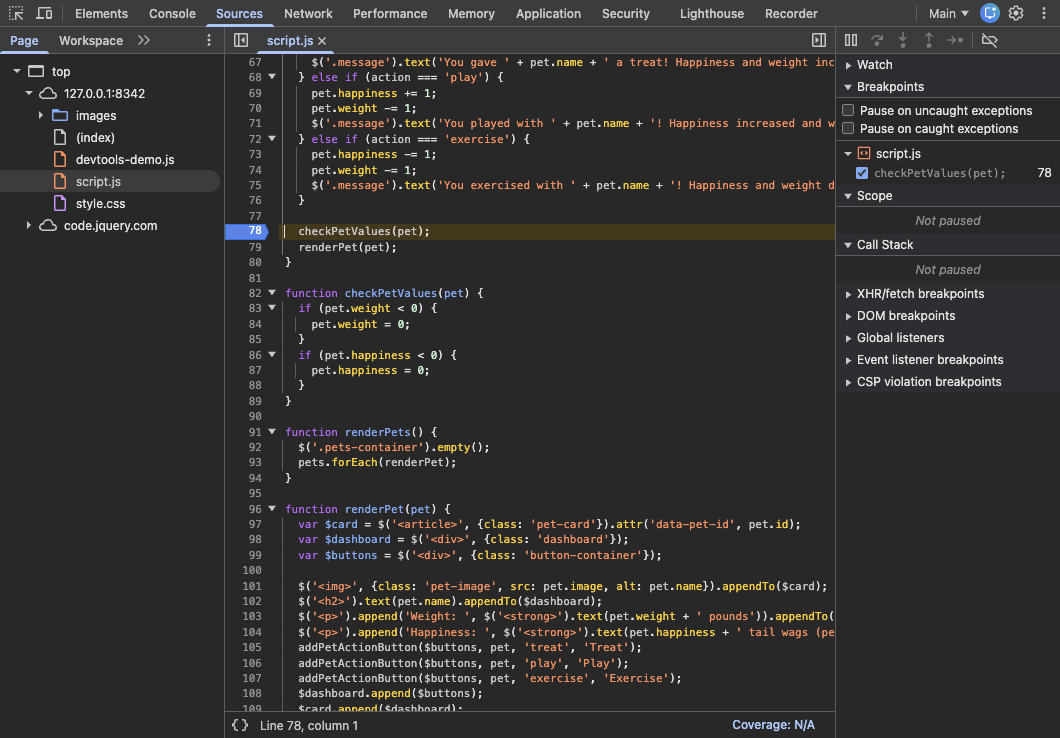 Elements Console Sources Network Performance Memory Application Security Lighthouse Recorder Main
Page Workspace
script.js
top
127.0.0.1:8342
images
(index)
devtools-demo.js
script.js
style.css
code.jquery.com
67 $('.message').text('You gave ' + pet.name + ' a treat! Happiness and weight inc
68 } else if (action === 'play') {
69 pet.happiness += 1;
70 pet.weight -= 1;
71 $('.message').text('You played with ' + pet.name + '! Happiness increased and w
72 } else if (action === 'exercise') {
73 pet.happiness -= 1;
74 pet.weight -= 1;
75 $('.message').text('You exercised with ' + pet.name + '! Happiness and weight d
76 }
77
78 checkPetValues(pet);
79 renderPet(pet);
80 }
81
82 function checkPetValues(pet) {
83 if (pet.weight < 0) {
84 pet.weight = 0;
85 }
86 if (pet.happiness < 0) {
87 pet.happiness = 0;
88 }
89 }
90
91 function renderPets() {
92 $('.pets-container').empty();
93 pets.forEach(renderPet);
94 }
95
96 function renderPet(pet) {
97 var $card = $('<article>', {class: 'pet-card'}).attr('data-pet-id', pet.id);
98 var $dashboard = $('<div>', {class: 'dashboard'});
99 var $buttons = $('<div>', {class: 'button-container'});
100
101 $('<img>', {class: 'pet-image', src: pet.image, alt: pet.name}).appendTo($card);
102 $('<h2>').text(pet.name).appendTo($dashboard);
103 $('<p>').append('Weight: ', $('<strong>').text(pet.weight + ' pounds')).appendTo(
104 $('<p>').append('Happiness: ', $('<strong>').text(pet.happiness + ' tail wags (pe
105 addPetActionButton($buttons, pet, 'treat', 'Treat');
106 addPetActionButton($buttons, pet, 'play', 'Play');
107 addPetActionButton($buttons, pet, 'exercise', 'Exercise');
108 $dashboard.append($buttons);
109 $card.append($dashboard);
{} Line 78, column 1
Coverage: N/A
Watch
Breakpoints
Pause on uncaught exceptions
Pause on caught exceptions
script.js
checkPetValues(pet); 78
Scope
Not paused
Call Stack
Not paused
XHR/fetch breakpoints
DOM breakpoints
Global listeners
Event listener breakpoints
CSP violation breakpoints